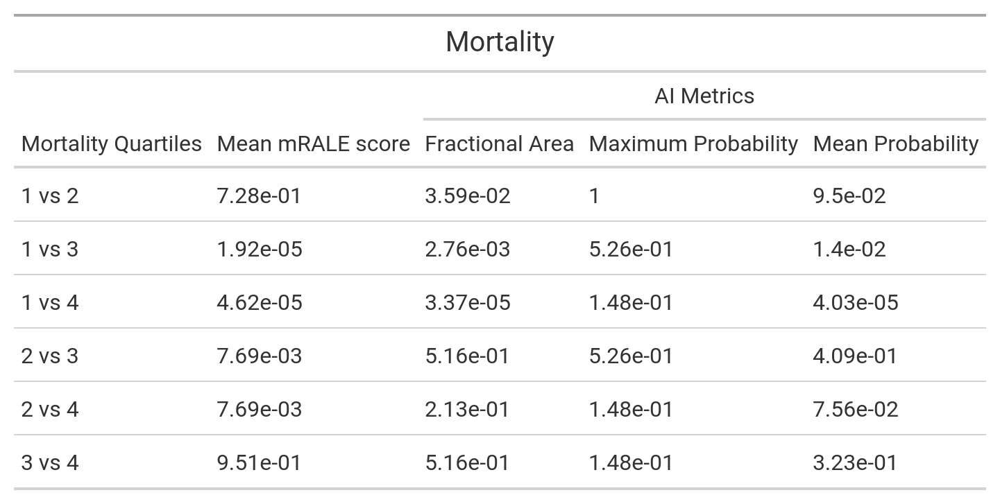 Mortality
AI Metrics
Mortality Quartiles Mean mRALE score Fractional Area Maximum Probability Mean Probability
1 vs 2 7.28e-01 3.59e-02 1 9.5e-02
1 vs 3 1.92e-05 2.76e-03 5.26e-01 1.4e-02
1 vs 4 4.62e-05 3.37e-05 1.48e-01 4.03e-05
2 vs 3 7.69e-03 5.16e-01 5.26e-01 4.09e-01
2 vs 4 7.69e-03 2.13e-01 1.48e-01 7.56e-02
3 vs 4 9.51e-01 5.16e-01 1.48e-01 3.23e-01